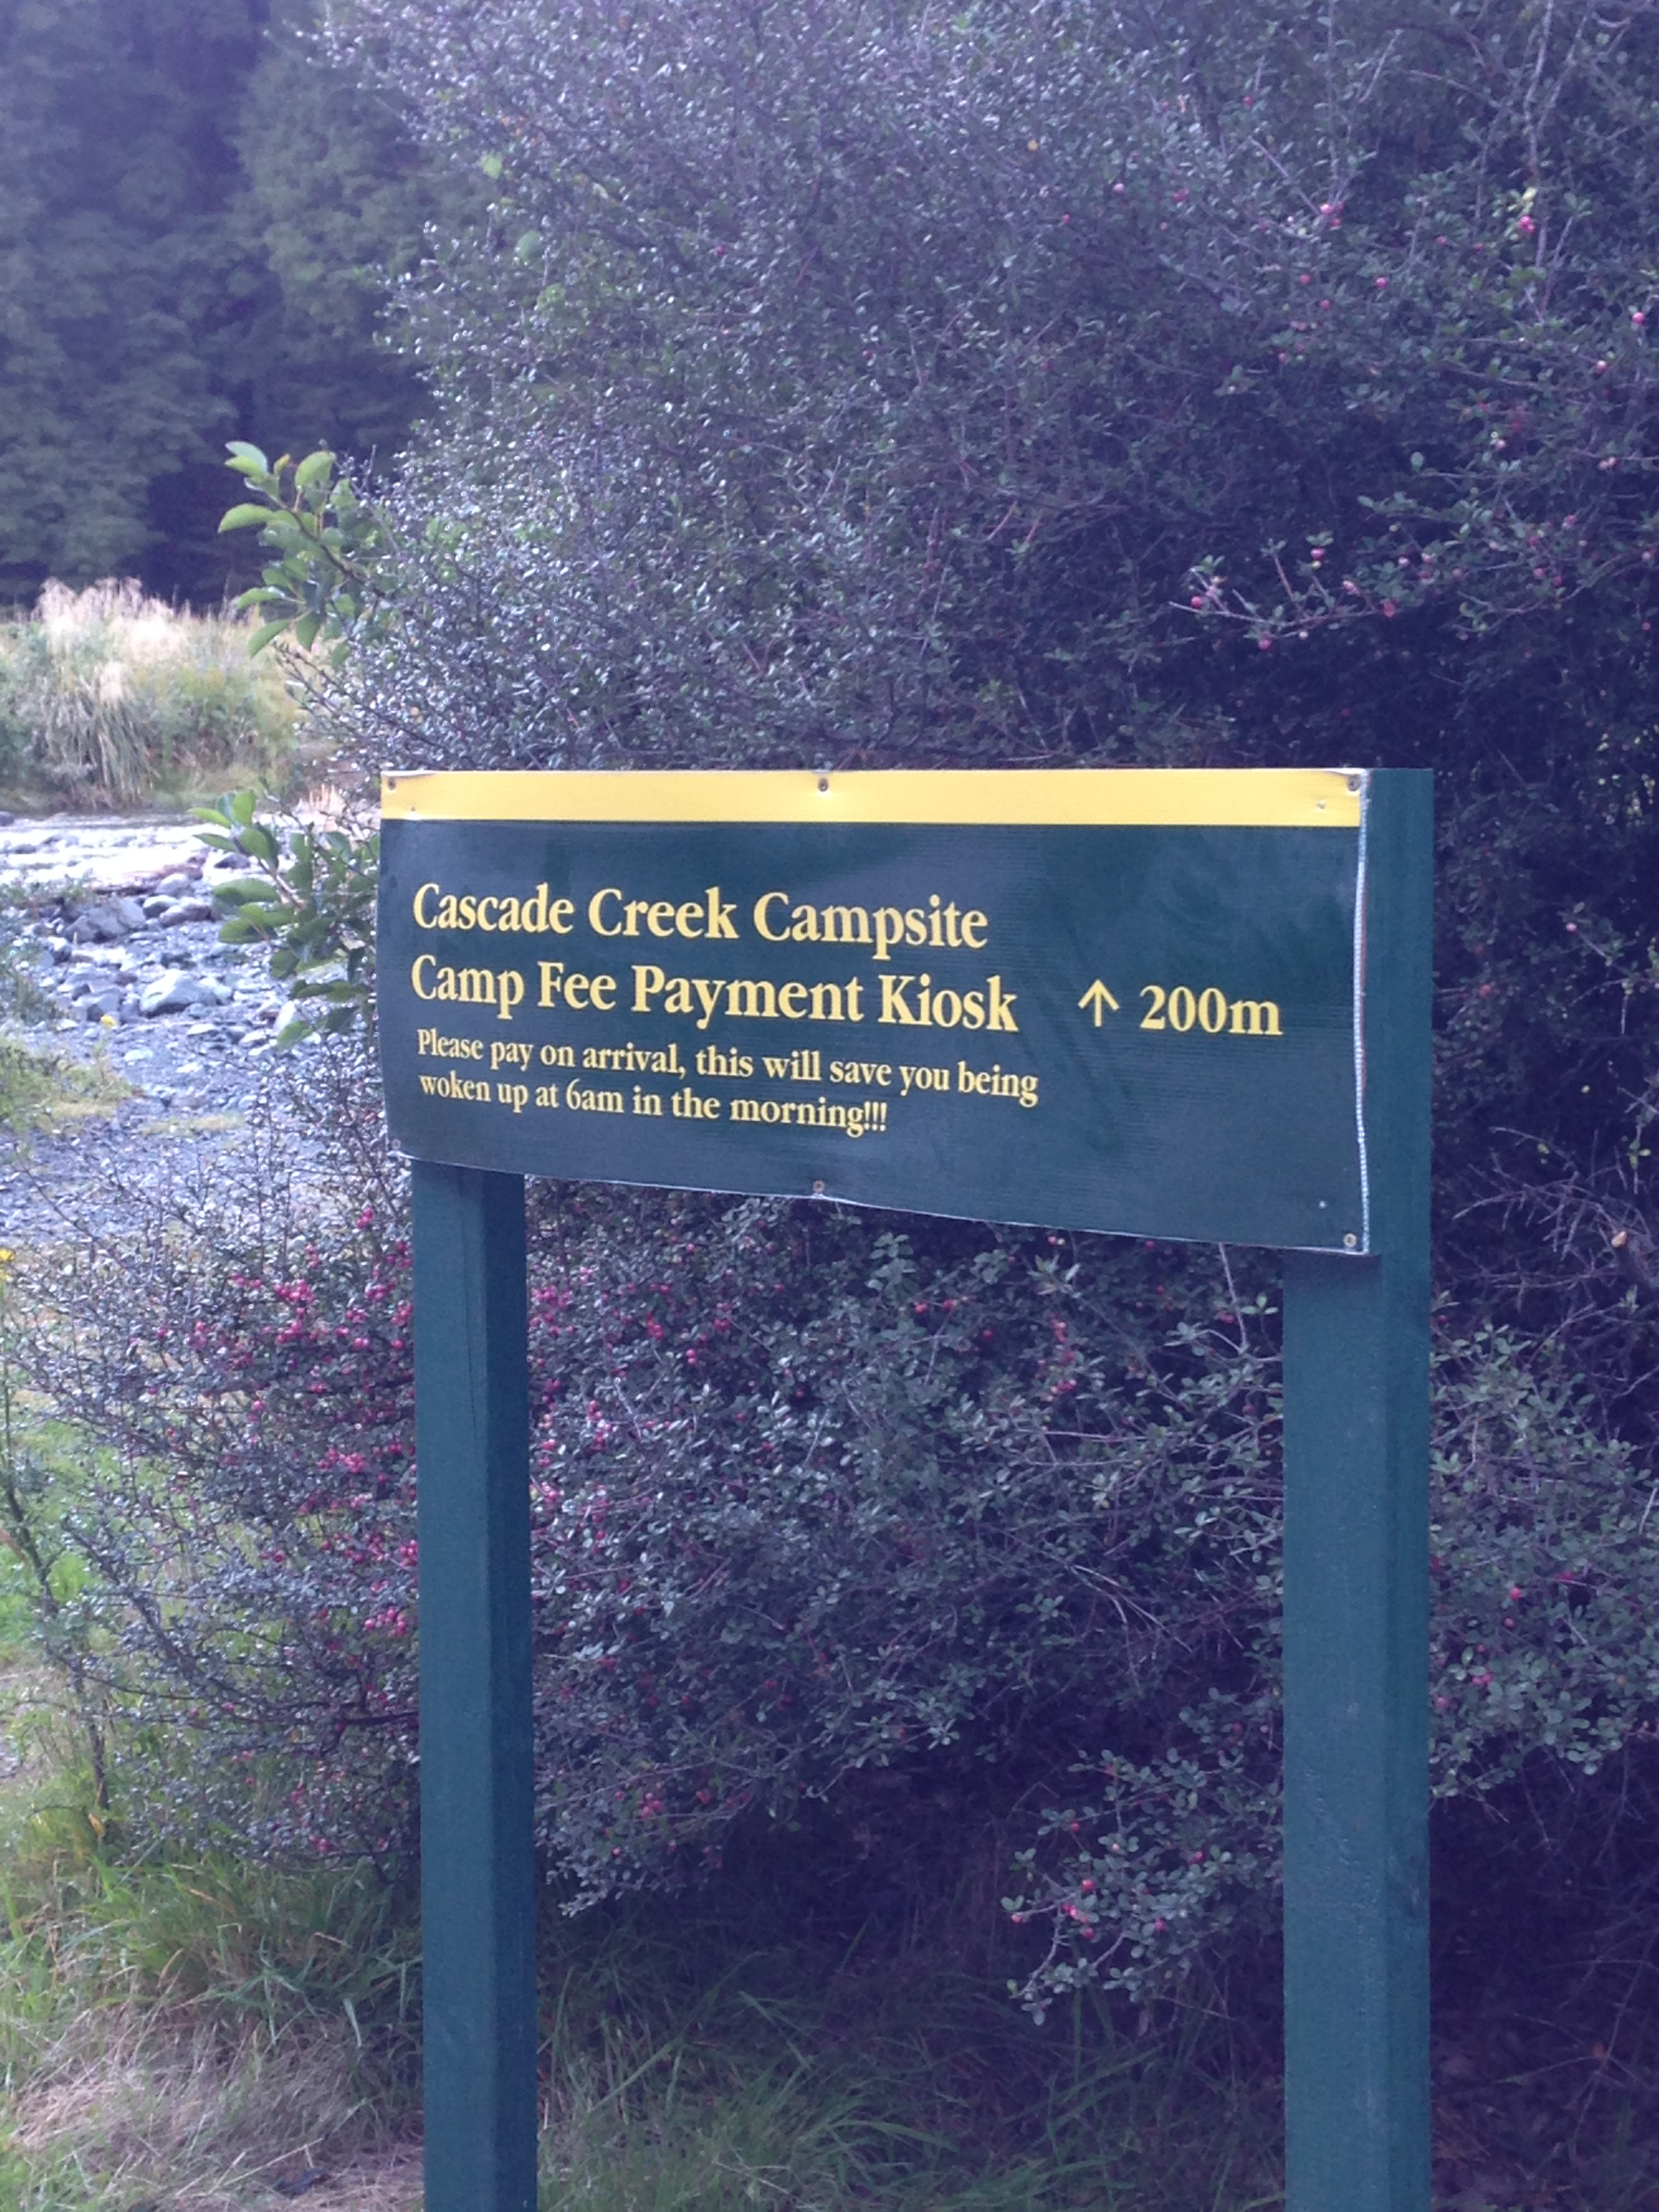 Cascade Creek Campsite
Camp Fee Payment Kiosk ↑ 200m
Please pay on arrival, this will save you being
woken up at 6am in the morning!!!